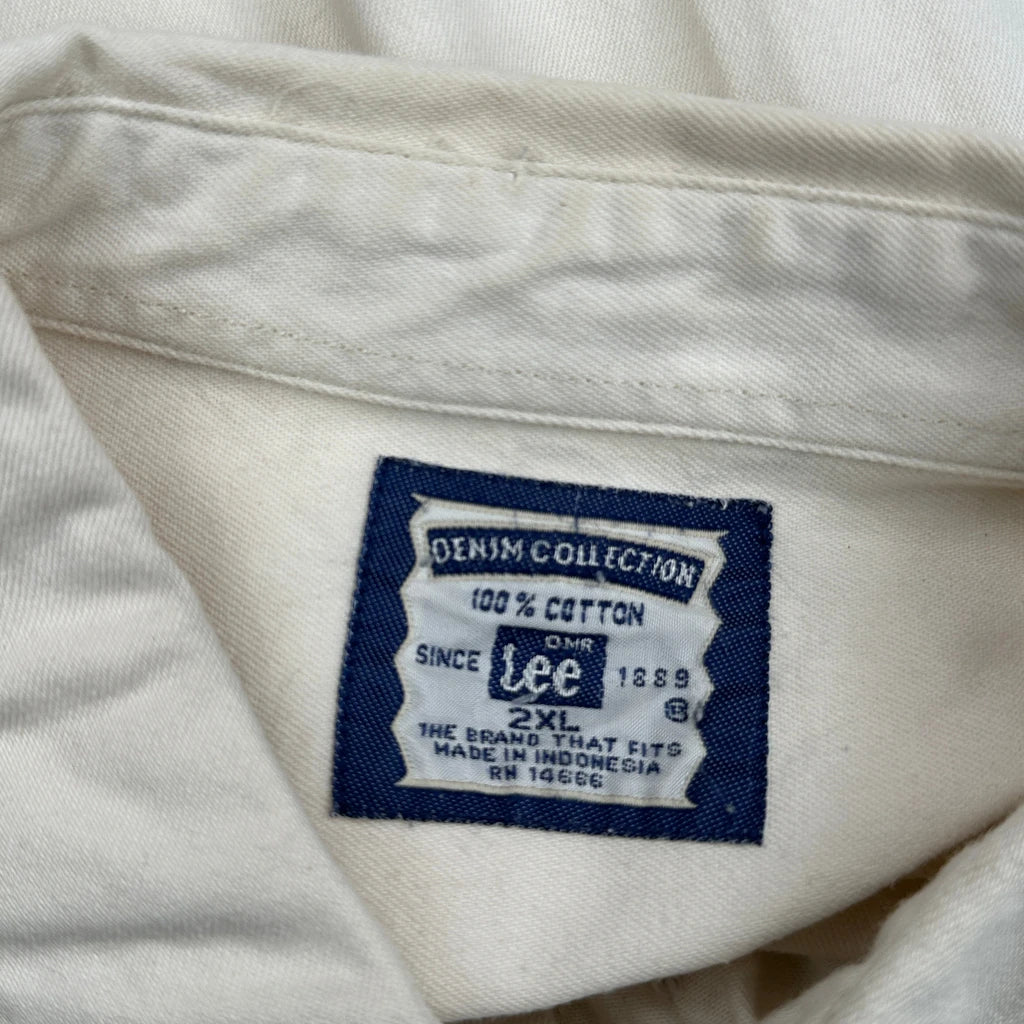 DENIM COLLECTION
100% COTTON
O.M.R
SINCE Lee 1889
®
2XL
THE BRAND THAT FITS
MADE IN INDONESIA
RN 14666